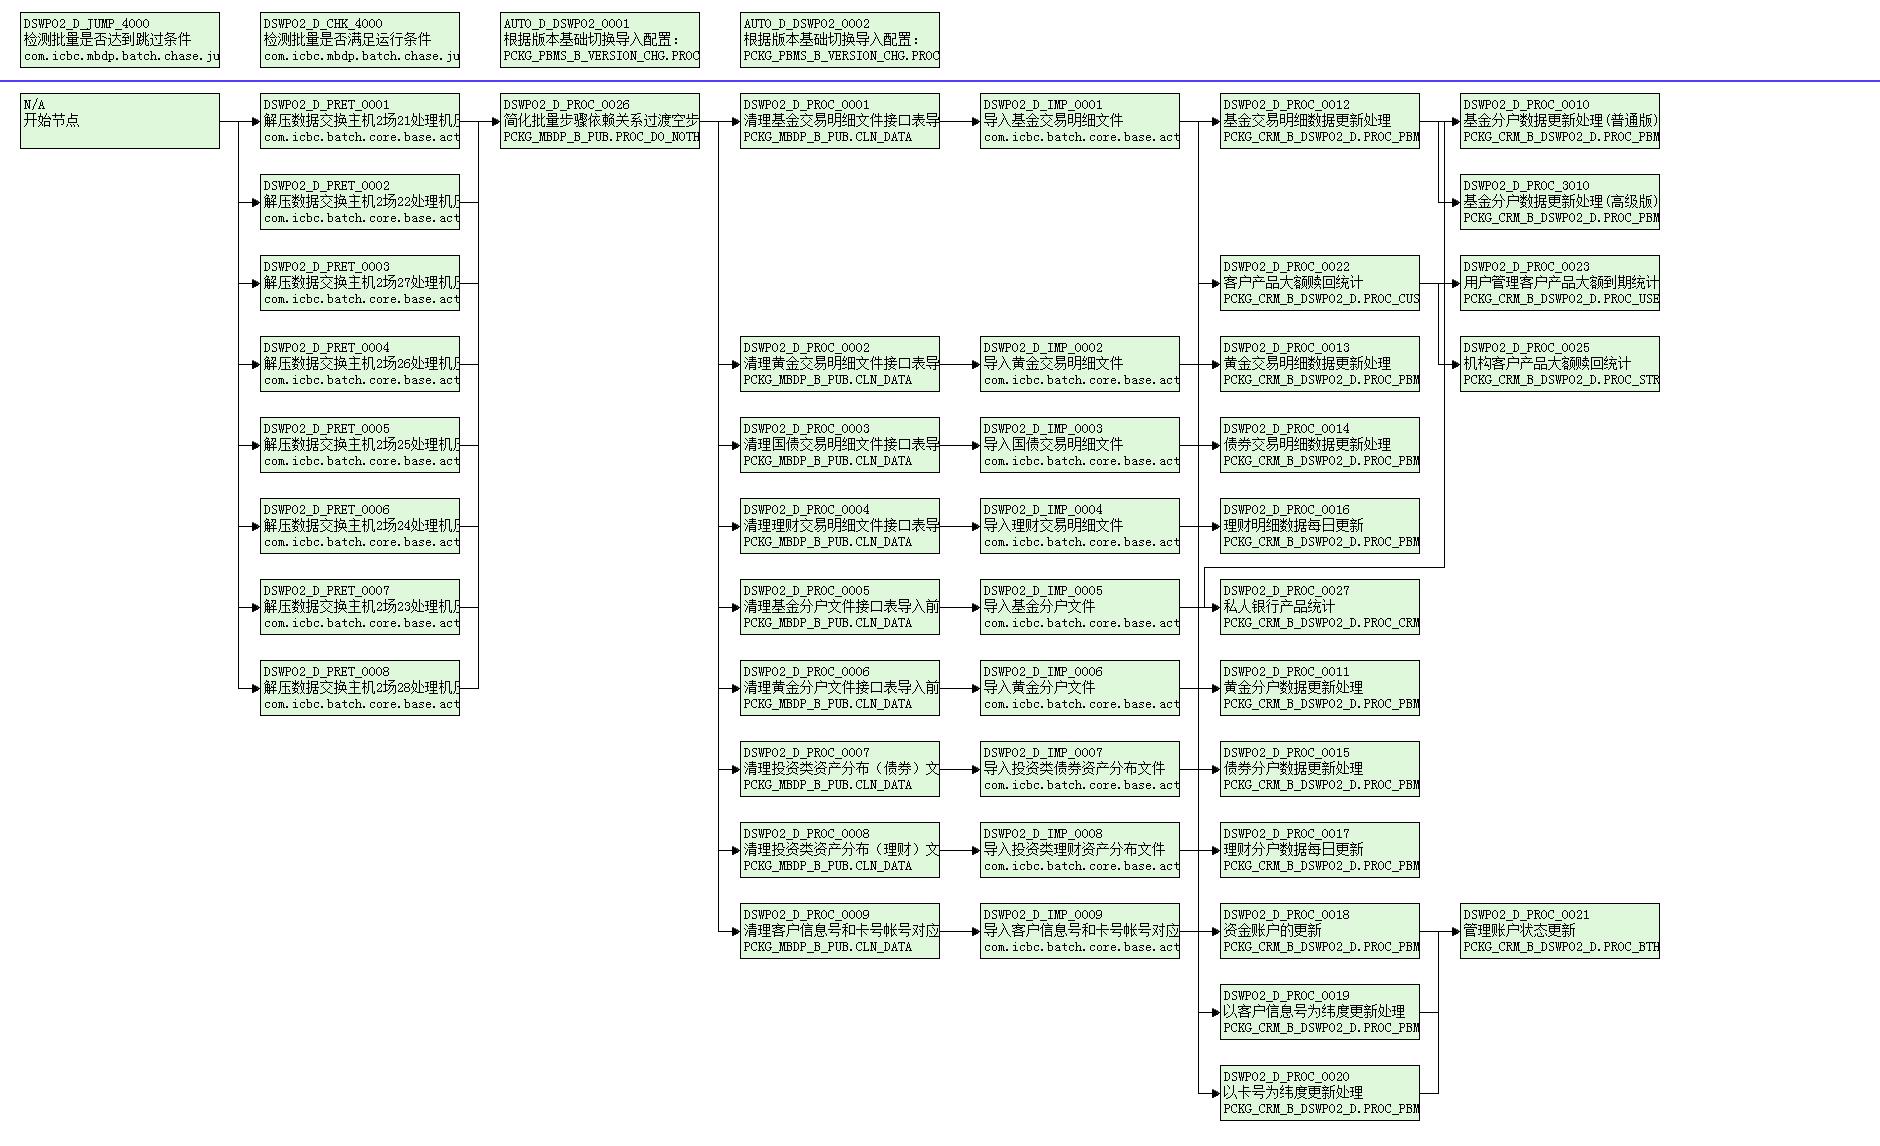 DSWP02_D_JUMP_4000
检测批量是否达到跳过条件
com.icbc.mbdp.batch.chase.ju
DSWP02_D_CHK_4000
检测批量是否满足运行条件
com.icbc.mbdp.batch.chase.ju
AUTO_D_DSWP02_0001
根据版本基础切换导入配置:
PCKG_PBMS_B_VERSION_CHG.PROC
AUTO_D_DSWP02_0002
根据版本基础切换导入配置:
PCKG_PBMS_B_VERSION_CHG.PROC
N/A
开始节点
DSWP02_D_PRET_0001
解压数据交换主机2场21处理机
com.icbc.batch.core.base.act
DSWP02_D_PROC_0026
简化批量步骤依赖关系过渡空步
PCKG_MBDP_B_PUB.PROC_DO_NOTH
DSWP02_D_PROC_0001
清理基金交易明细文件接口表导
PCKG_MBDP_B_PUB.CLN_DATA
DSWP02_D_IMP_0001
导入基金交易明细文件
com.icbc.batch.core.base.act
DSWP02_D_PROC_0012
基金交易明细数据更新处理
PCKG_CRM_B_DSWP02_D.PROC_PBM
DSWP02_D_PROC_0010
基金分户数据更新处理(普通版)
PCKG_CRM_B_DSWP02_D.PROC_PBM
DSWP02_D_PRET_0002
解压数据交换主机2场22处理机
com.icbc.batch.core.base.act
DSWP02_D_PROC_3010
基金分户数据更新处理(高级版)
PCKG_CRM_B_DSWP02_D.PROC_PBM
DSWP02_D_PRET_0003
解压数据交换主机2场27处理机
com.icbc.batch.core.base.act
DSWP02_D_PROC_0022
客户产品大额赎回统计
PCKG_CRM_B_DSWP02_D.PROC_CUS
DSWP02_D_PROC_0023
用户管理客户产品大额到期统计
PCKG_CRM_B_DSWP02_D.PROC_USE
DSWP02_D_PRET_0004
解压数据交换主机2场26处理机
com.icbc.batch.core.base.act
DSWP02_D_PROC_0002
清理黄金交易明细文件接口表导
PCKG_MBDP_B_PUB.CLN_DATA
DSWP02_D_IMP_0002
导入黄金交易明细文件
com.icbc.batch.core.base.act
DSWP02_D_PROC_0013
黄金交易明细数据更新处理
PCKG_CRM_B_DSWP02_D.PROC_PBM
DSWP02_D_PROC_0025
机构客户产品大额赎回统计
PCKG_CRM_B_DSWP02_D.PROC_STR
DSWP02_D_PRET_0005
解压数据交换主机2场25处理机
com.icbc.batch.core.base.act
DSWP02_D_PROC_0003
清理国债交易明细文件接口表导
PCKG_MBDP_B_PUB.CLN_DATA
DSWP02_D_IMP_0003
导入国债交易明细文件
com.icbc.batch.core.base.act
DSWP02_D_PROC_0014
债券交易明细数据更新处理
PCKG_CRM_B_DSWP02_D.PROC_PBM
DSWP02_D_PRET_0006
解压数据交换主机2场24处理机
com.icbc.batch.core.base.act
DSWP02_D_PROC_0004
清理理财交易明细文件接口表导
PCKG_MBDP_B_PUB.CLN_DATA
DSWP02_D_IMP_0004
导入理财交易明细文件
com.icbc.batch.core.base.act
DSWP02_D_PROC_0016
理财明细数据每日更新
PCKG_CRM_B_DSWP02_D.PROC_PBM
DSWP02_D_PRET_0007
解压数据交换主机2场23处理机
com.icbc.batch.core.base.act
DSWP02_D_PROC_0005
清理基金分户文件接口表导入前
PCKG_MBDP_B_PUB.CLN_DATA
DSWP02_D_IMP_0005
导入基金分户文件
com.icbc.batch.core.base.act
DSWP02_D_PROC_0027
私人银行产品统计
PCKG_CRM_B_DSWP02_D.PROC_CRM
DSWP02_D_PRET_0008
解压数据交换主机2场28处理机
com.icbc.batch.core.base.act
DSWP02_D_PROC_0006
清理黄金分户文件接口表导入前
PCKG_MBDP_B_PUB.CLN_DATA
DSWP02_D_IMP_0006
导入黄金分户文件
com.icbc.batch.core.base.act
DSWP02_D_PROC_0011
黄金分户数据更新处理
PCKG_CRM_B_DSWP02_D.PROC_PBM
DSWP02_D_PROC_0007
清理投资类资产分布（债券）文
PCKG_MBDP_B_PUB.CLN_DATA
DSWP02_D_IMP_0007
导入投资类债券资产分布文件
com.icbc.batch.core.base.act
DSWP02_D_PROC_0015
债券分户数据更新处理
PCKG_CRM_B_DSWP02_D.PROC_PBM
DSWP02_D_PROC_0008
清理投资类资产分布（理财）文
PCKG_MBDP_B_PUB.CLN_DATA
DSWP02_D_IMP_0008
导入投资类理财资产分布文件
com.icbc.batch.core.base.act
DSWP02_D_PROC_0017
理财分户数据每日更新
PCKG_CRM_B_DSWP02_D.PROC_PBM
DSWP02_D_PROC_0009
清理客户信息号和卡号帐号对应
PCKG_MBDP_B_PUB.CLN_DATA
DSWP02_D_IMP_0009
导入客户信息号和卡号帐号对应
com.icbc.batch.core.base.act
DSWP02_D_PROC_0018
资金账户的更新
PCKG_CRM_B_DSWP02_D.PROC_PBM
DSWP02_D_PROC_0021
管理账户状态更新
PCKG_CRM_B_DSWP02_D.PROC_BTH
DSWP02_D_PROC_0019
以客户信息号为纬度更新处理
PCKG_CRM_B_DSWP02_D.PROC_PBM
DSWP02_D_PROC_0020
以卡号为纬度更新处理
PCKG_CRM_B_DSWP02_D.PROC_PBM